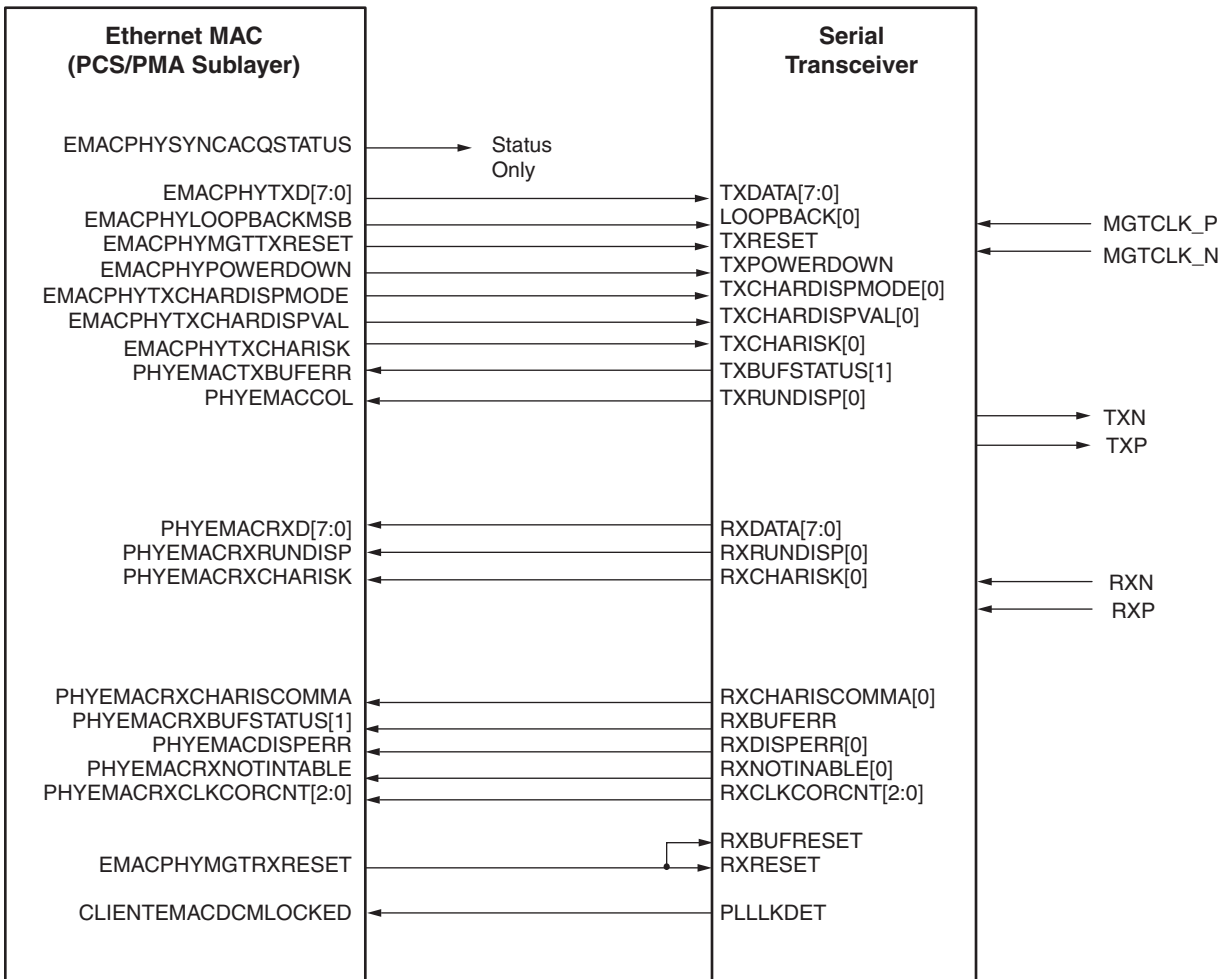 Ethernet MAC
(PCS/PMA Sublayer)
Serial
Transceiver
EMACPHYSYNCACQSTATUS
Status
Only
EMACPHYTXD[7:0]
TXDATA[7:0]
EMACPHYLOOPBACKMSB
LOOPBACK[0]
MGTCLK_P
EMACPHYMGTTXRESET
TXRESET
MGTCLK_N
EMACPHYPOWERDOWN
TXPOWERDOWN
EMACPHYTXCHARDISPMODE
TXCHARDISPMODE[0]
EMACPHYTXCHARDISPVAL
TXCHARDISPVAL[0]
EMACPHYTXCHARISK
TXCHARISK[0]
PHYEMACTXBUFERR
TXBUFSTATUS[1]
PHYEMACCOL
TXRUNDISP[0]
TXN
TXP
PHYEMACRXD[7:0]
RXDATA[7:0]
PHYEMACRXRUNDISP
RXRUNDISP[0]
PHYEMACRXCHARISK
RXCHARISK[0]
RXN
RXP
PHYEMACRXCHARISCOMMA
RXCHARISCOMMA[0]
PHYEMACRXBUFSTATUS[1]
RXBUFERR
PHYEMACDISPERR
RXDISPERR[0]
PHYEMACRXNOTINTABLE
RXNOTINABLE[0]
PHYEMACRXCLKCORCNT[2:0]
RXCLKCORCNT[2:0]
RXBUFRESET
EMACPHYMGTRXRESET
RXRESET
CLIENTEMACDCMLOCKED
PLLLKDET